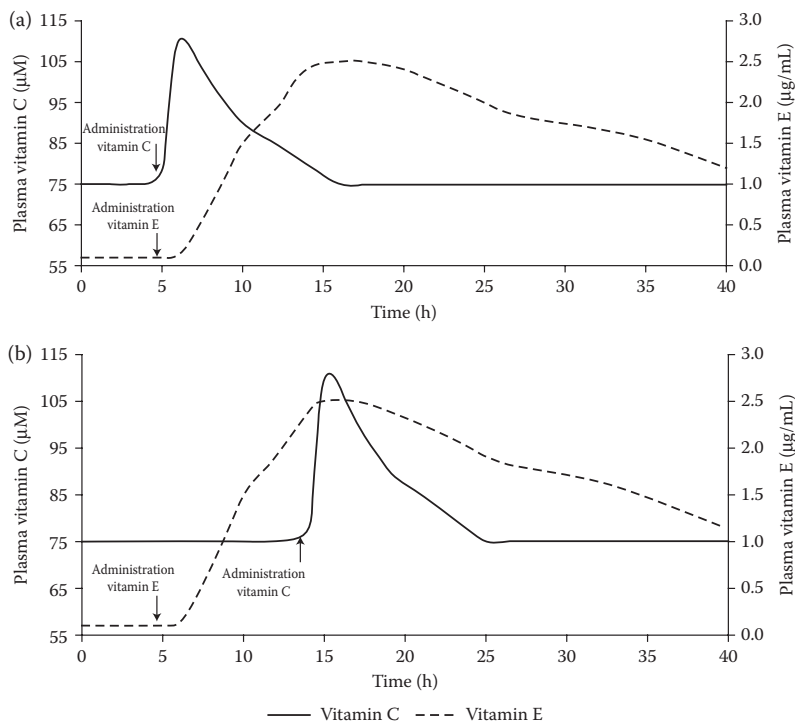 (a)
115
105
95
85
75
65
55
Plasma vitamin C (µM)
Administration
vitamin C
Administration
vitamin E
3.0
2.5
2.0
1.5
1.0
0.5
0.0
Plasma vitamin E (µg/mL)
0 5 10 15 20 25 30 35 40
Time (h)
(b)
115
105
95
85
75
65
55
Plasma vitamin C (µM)
Administration
vitamin E
Administration
vitamin C
3.0
2.5
2.0
1.5
1.0
0.5
0.0
Plasma vitamin E (µg/mL)
0 5 10 15 20 25 30 35 40
Time (h)
Vitamin C Vitamin E